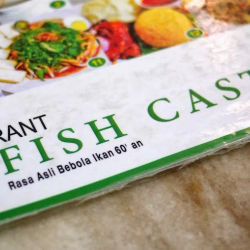 RANT
FISH CAST
Rasa Asli Bebola Ikan 60' an